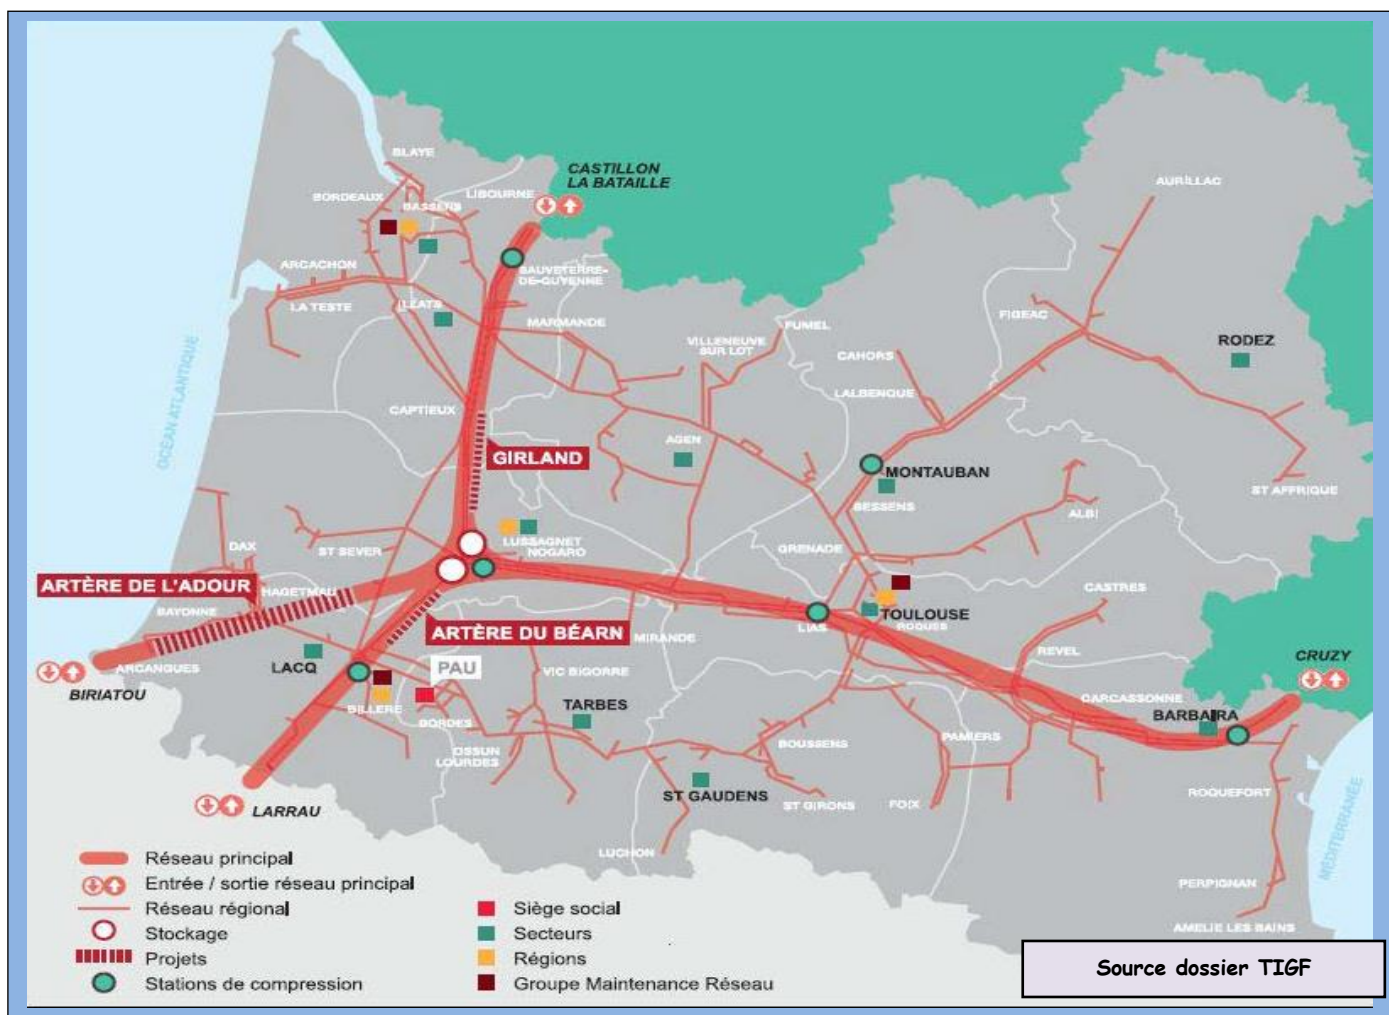 CASTILLON
LA BATAILLE
BLAYE
LIBOURNE
BORDEAUX
BASSENS
AURILLAC
ARCACHON
SAUVETERRE-
DE-GUYENNE
LA TESTE
MARMANDE
FUMEL
FIGEAC
VILLENEUVE
SUR LOT
CAHORS
RODEZ
OCÉAN ATLANTIQUE
LALBENQUE
CAPTIEUX
AGEN
GIRLAND
MONTAUBAN
ST AFFRIQUE
BESSENS
ALBI
LUSSAGNET
NOGARO
DAX
ST SEVER
GRENADE
ARTÈRE DE L'ADOUR
HAGETMAU
CASTRES
BAYONNE
TOULOUSE
LIAS
ROQUES
ARTÈRE DU BÉARN
MIRANDE
REVEL
ARCANGUES
LACQ
PAU
VIC BIGORRE
CRUZY
BIRIATOU
CARCASSONNE
BILLERE
TARBES
BARBAIRA
BORDES
PAMIERS
BOUSSENS
OSSUN
LOURDES
ST GAUDENS
ST GIRONS
FOIX
ROQUEFORT
LARRAU
MÉDITERRANÉE
LUCHON
PERPIGNAN
AMELIE LES BAINS
Réseau principal
Entrée / sortie réseau principal
Réseau régional
Stockage
Projets
Stations de compression
Siège social
Secteurs
Régions
Groupe Maintenance Réseau
Source dossier TIGF